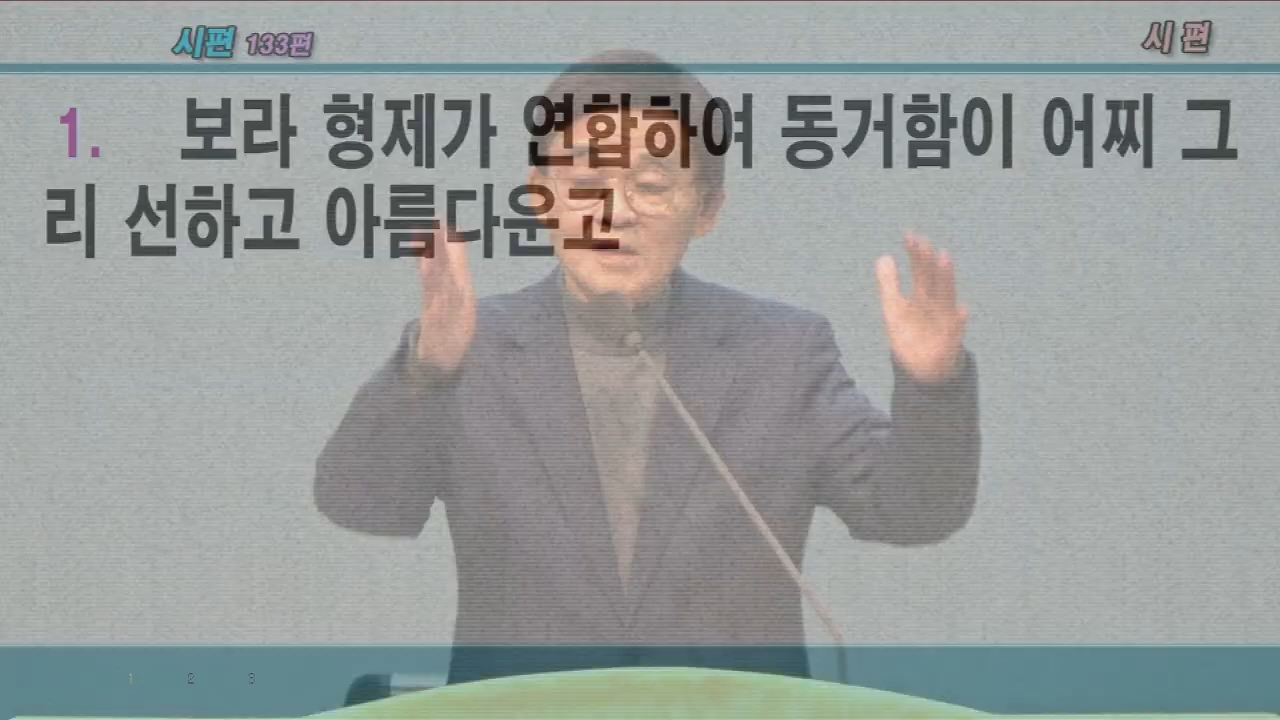 시편 133편
시편
1. 보라 형제가 연합하여 동거함이 어찌 그
리 선하고 아름다운고
1 2 3